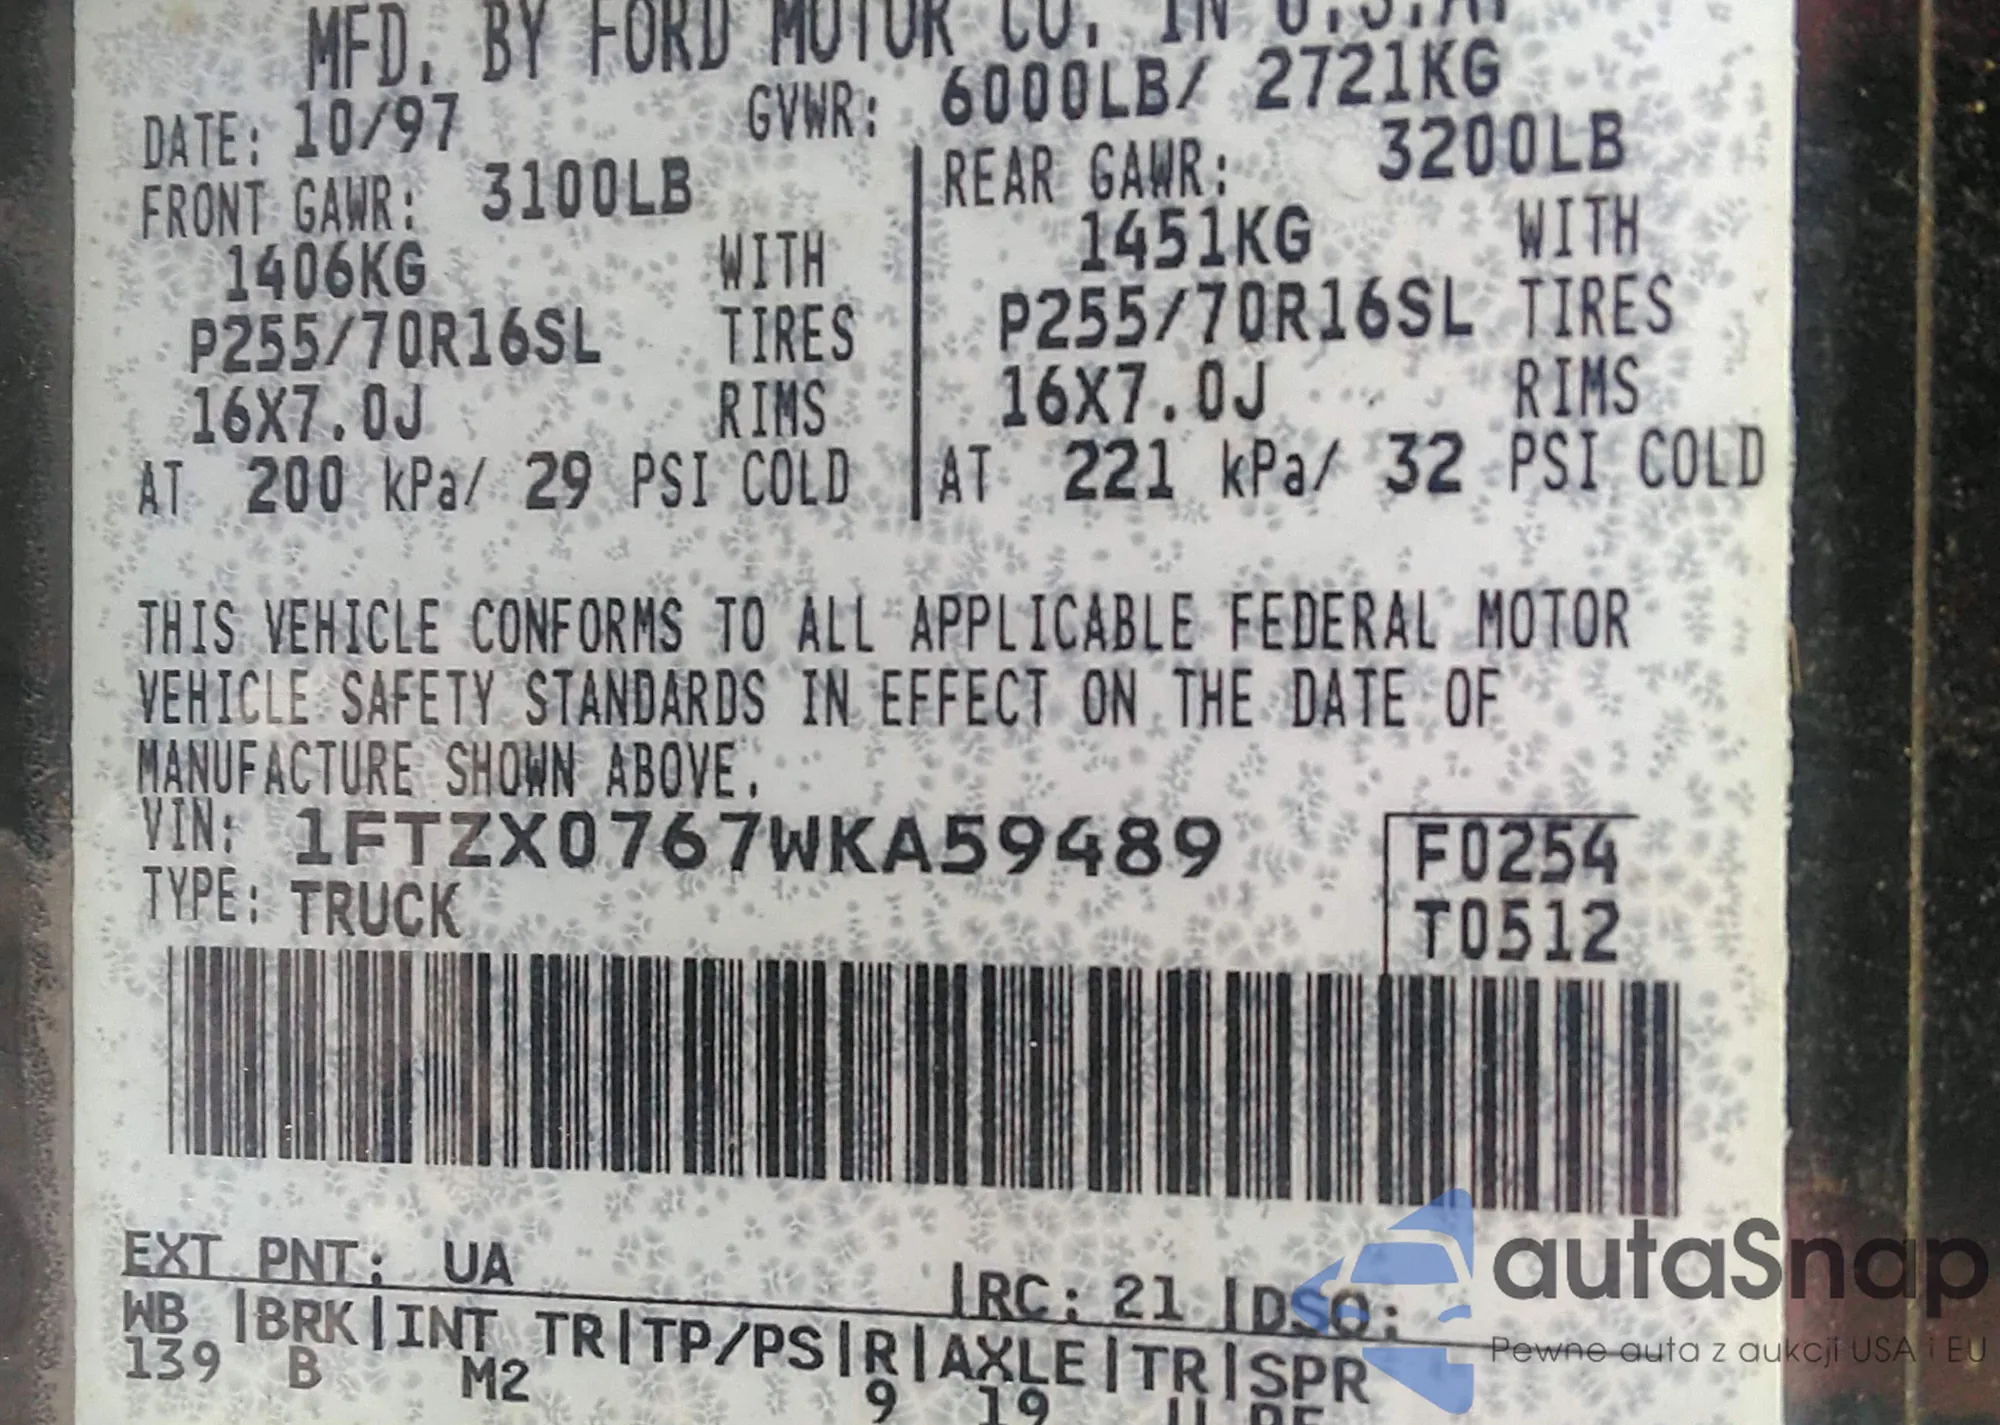 MFD. BY FORD MOTOR CO. IN U.S.A.
DATE: 10/97 GVWR: 6000LB/ 2721KG
FRONT GAWR: 3100LB REAR GAWR: 3200LB
1406KG WITH 1451KG WITH
P255/70R16SL TIRES P255/70R16SL TIRES
16X7.0J RIMS 16X7.0J RIMS
AT 200 kPa/ 29 PSI COLD AT 221 kPa/ 32 PSI COLD
THIS VEHICLE CONFORMS TO ALL APPLICABLE FEDERAL MOTOR
VEHICLE SAFETY STANDARDS IN EFFECT ON THE DATE OF
MANUFACTURE SHOWN ABOVE.
VIN: 1FTZX0767WKA59489 F0254
TYPE: TRUCK T0512
EXT PNT: UA RC: 21 DSO:
WB |BRK|INT TR|TP/PS|R|AXLE|TR|SPR
139 B M2 9 19
autaSnap
Pewne auta z aukcji USA i EU